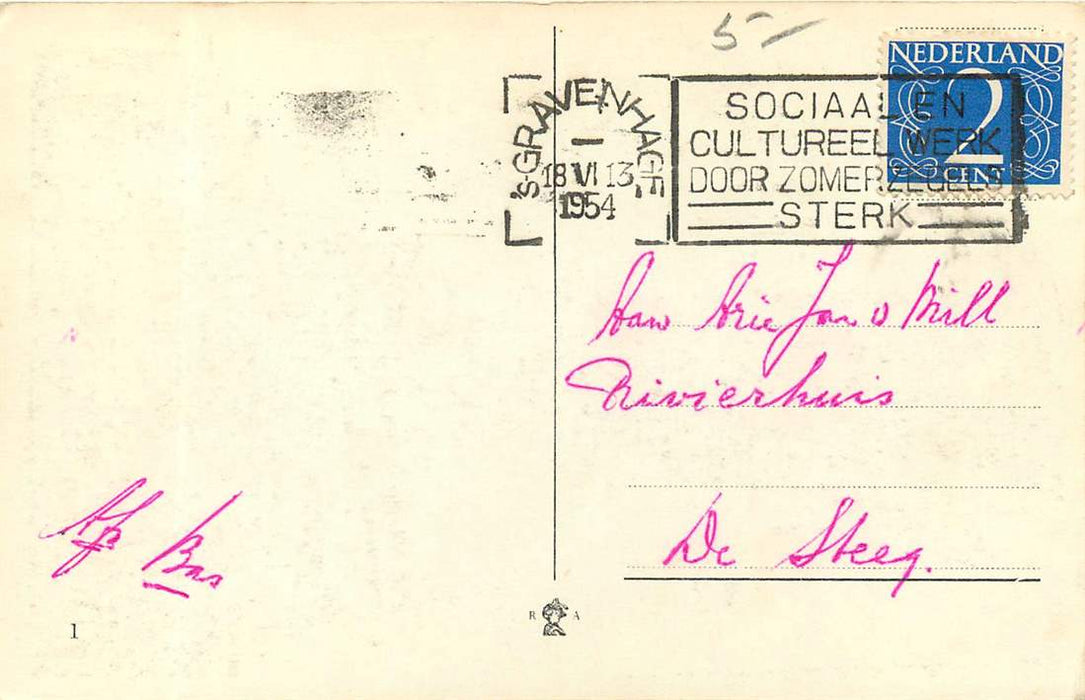 5-
NEDERLAND
2
CENT
'S GRAVENHAGE
18 VI 13
1954
SOCIAAL EN
CULTUREEL WERK
DOOR ZOMERZEGELS
STERK
Aan Arie Jan v Mill
Rivierhuis
De Steeg.
Bas
1
R A